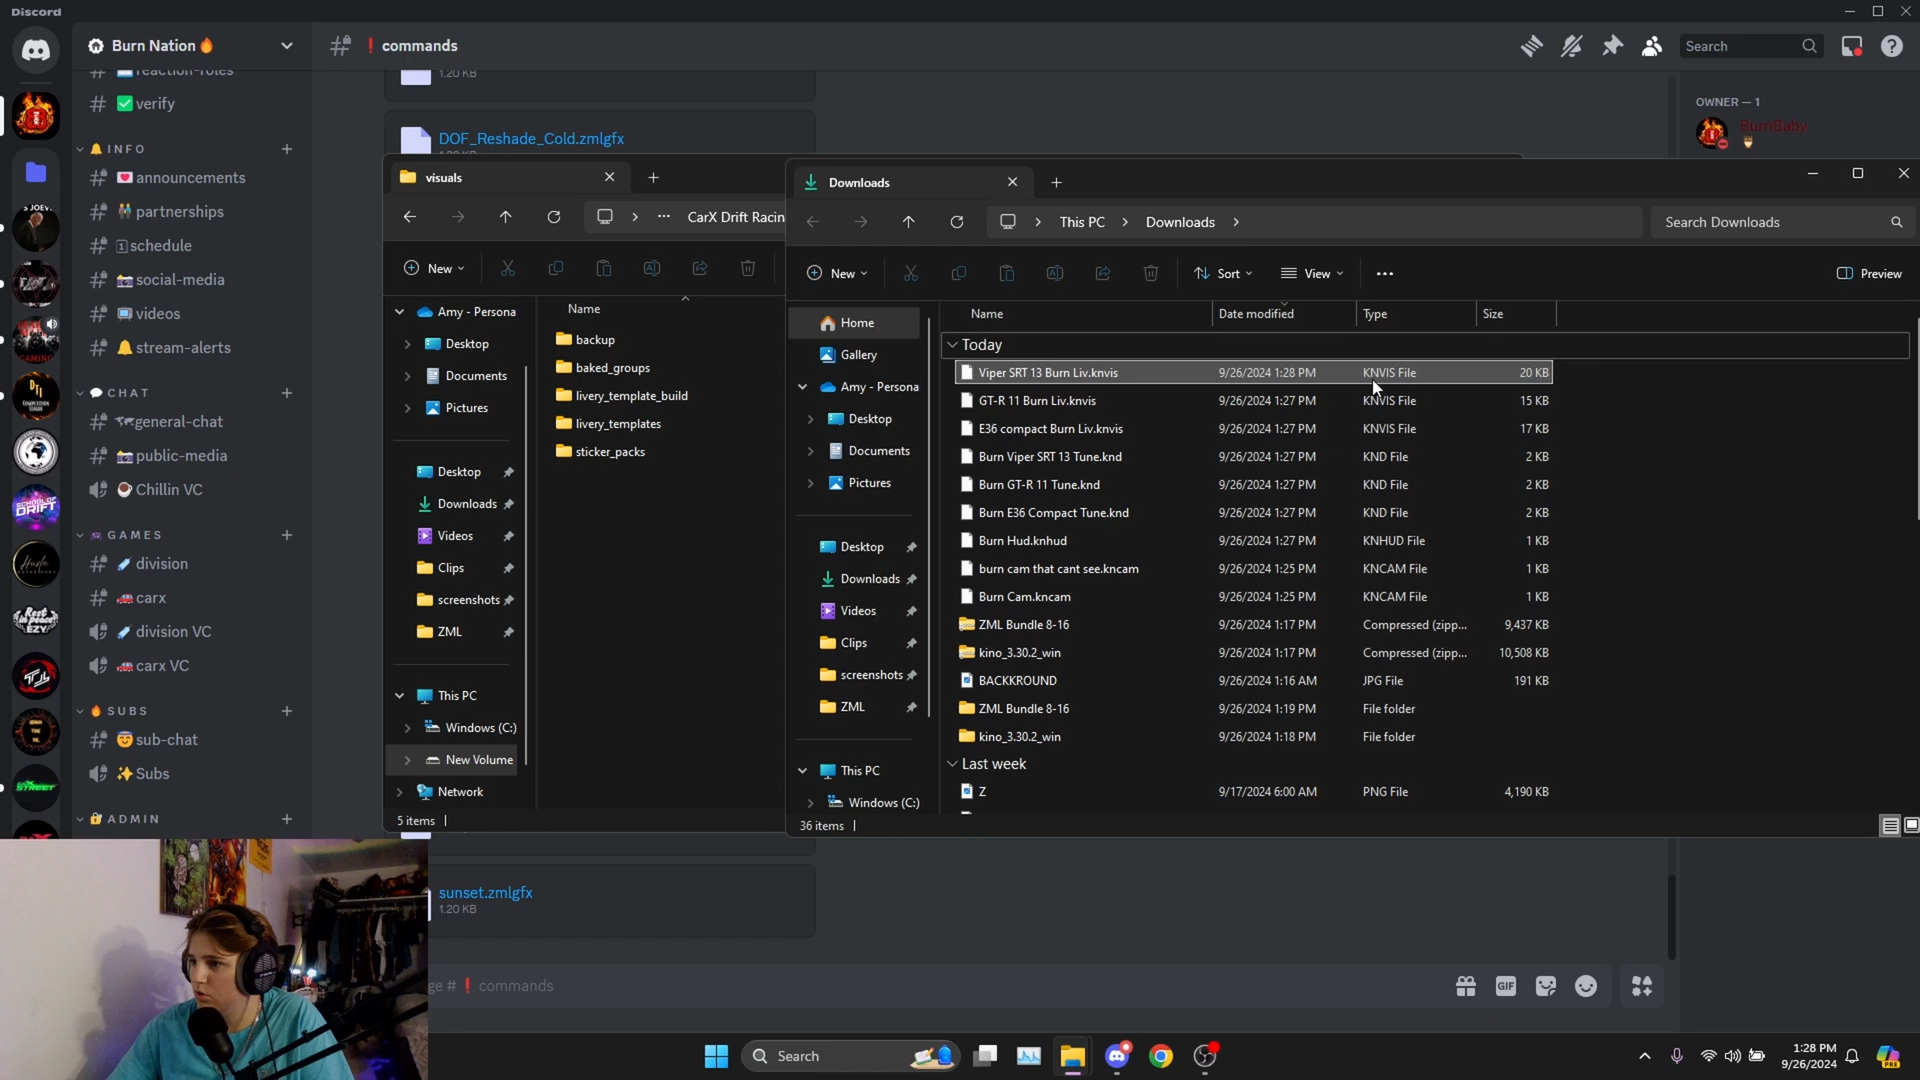 Discord
Burn Nation🔥
❗commands
Search
reaction-roles
✅verify
INFO
announcements
partnerships
schedule
social-media
videos
stream-alerts
CHAT
general-chat
public-media
Chillin VC
GAMES
division
carx
division VC
carx VC
SUBS
sub-chat
Subs
ADMIN
1.20 KB
DOF_Reshade_Cold.zmlgfx
OWNER — 1
BurnBaby
visuals
CarX Drift Racin
New
Amy - Persona
Desktop
Documents
Pictures
Desktop
Downloads
Videos
Clips
screenshots
ZML
This PC
Windows (C:)
New Volume
Network
5 items
Name
backup
baked_groups
livery_template_build
livery_templates
sticker_packs
Downloads
This PC > Downloads >
Search Downloads
New
Sort
View
Preview
Home
Gallery
Amy - Persona
Desktop
Documents
Pictures
Desktop
Downloads
Videos
Clips
screenshots
ZML
This PC
Windows (C:)
36 items
Name Date modified Type Size
Today
Viper SRT 13 Burn Liv.knvis 9/26/2024 1:28 PM KNVIS File 20 KB
GT-R 11 Burn Liv.knvis 9/26/2024 1:27 PM KNVIS File 15 KB
E36 compact Burn Liv.knvis 9/26/2024 1:27 PM KNVIS File 17 KB
Burn Viper SRT 13 Tune.knd 9/26/2024 1:27 PM KND File 2 KB
Burn GT-R 11 Tune.knd 9/26/2024 1:27 PM KND File 2 KB
Burn E36 Compact Tune.knd 9/26/2024 1:27 PM KND File 2 KB
Burn Hud.knhud 9/26/2024 1:27 PM KNHUD File 1 KB
burn cam that cant see.kncam 9/26/2024 1:25 PM KNCAM File 1 KB
Burn Cam.kncam 9/26/2024 1:25 PM KNCAM File 1 KB
ZML Bundle 8-16 9/26/2024 1:17 PM Compressed (zipp... 9,437 KB
kino_3.30.2_win 9/26/2024 1:17 PM Compressed (zipp... 10,508 KB
BACKKROUND 9/26/2024 1:16 AM JPG File 191 KB
ZML Bundle 8-16 9/26/2024 1:19 PM File folder
kino_3.30.2_win 9/26/2024 1:18 PM File folder
Last week
Z 9/17/2024 6:00 AM PNG File 4,190 KB
sunset.zmlgfx
1.20 KB
ge # ❗commands
GIF
Search
1:28 PM
9/26/2024